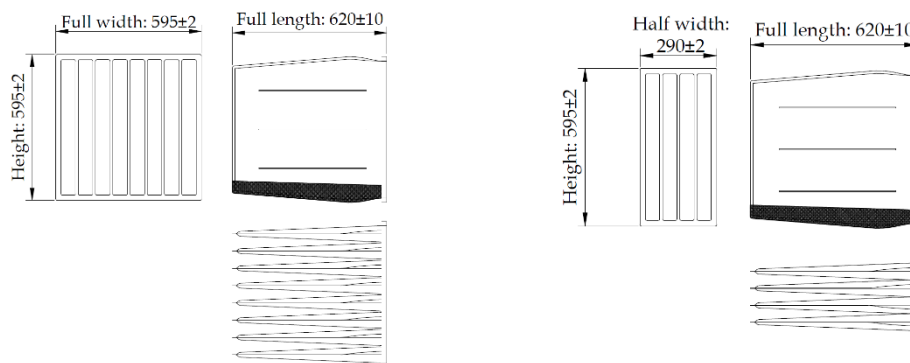 Full width: 595±2
Full length: 620±10
Height: 595±2
Half width:
290±2
Full length: 620±10
Height: 595±2